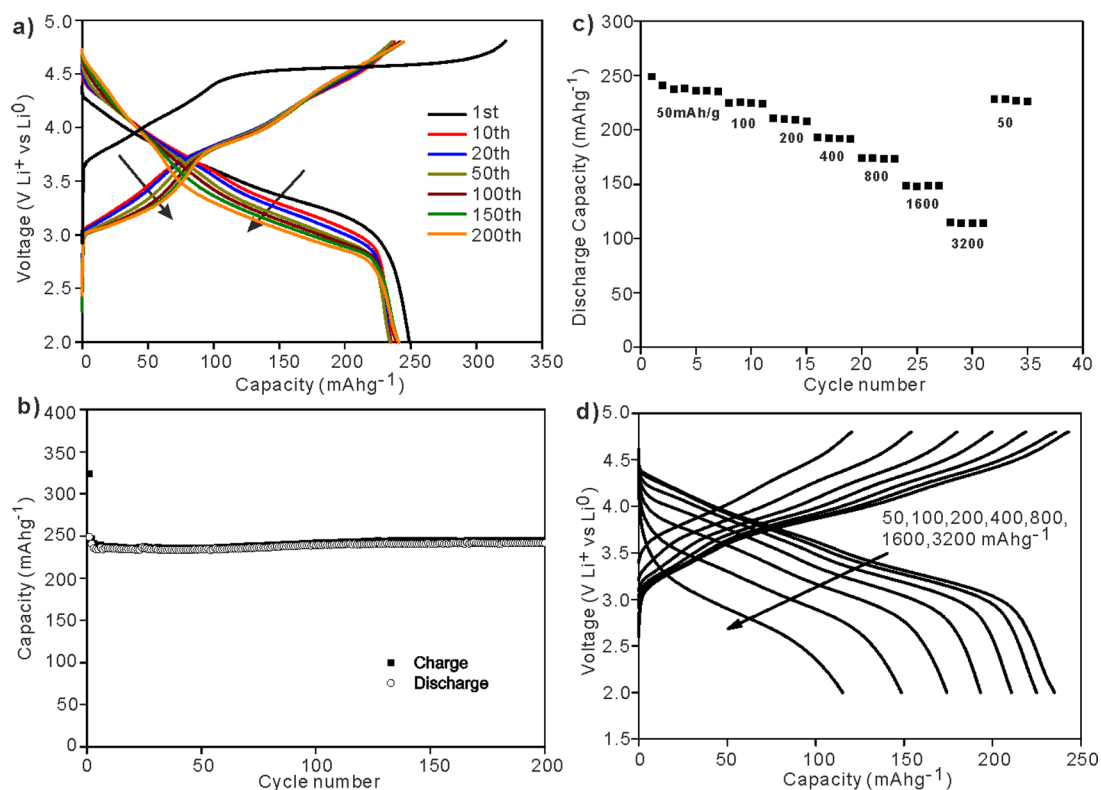 a)
5.0
4.5
4.0
3.5
3.0
2.5
2.0
Voltage (V Li⁺ vs Li⁰)
0
50
100
150
200
250
300
350
Capacity (mAhg⁻¹)
1st
10th
20th
50th
100th
150th
200th
c)
300
250
200
150
100
50
0
Discharge Capacity (mAhg⁻¹)
50mAh/g
100
200
400
800
1600
3200
50
0
5
10
15
20
25
30
35
40
Cycle number
b)
400
350
300
250
200
150
100
50
0
Capacity (mAhg⁻¹)
Charge
Discharge
0
50
100
150
200
Cycle number
d)
5.0
4.5
4.0
3.5
3.0
2.5
2.0
1.5
Voltage (V Li⁺ vs Li⁰)
50,100,200,400,800,
1600,3200 mAhg⁻¹
0
50
100
150
200
250
Capacity (mAhg⁻¹)